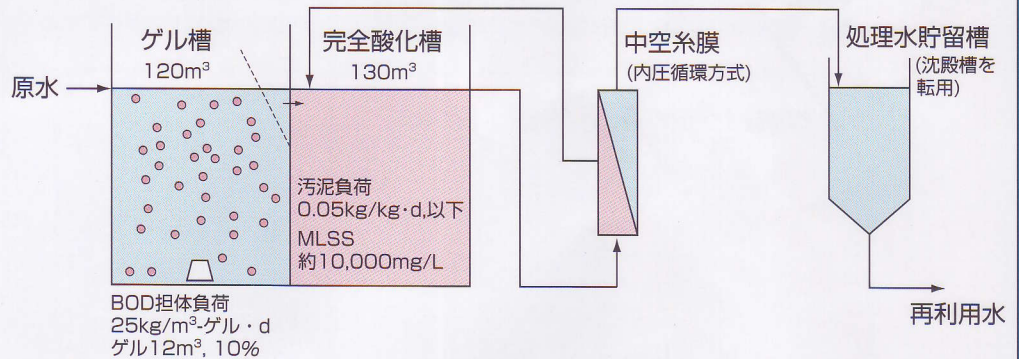 ゲル槽
120m³
完全酸化槽
130m³
原水
中空糸膜
(内圧循環方式)
処理水貯留槽
(沈殿槽を
転用)
汚泥負荷
0.05kg/kg・d,以下
MLSS
約10,000mg/L
BOD担体負荷
25kg/m³-ゲル・d
ゲル12m³, 10%
再利用水